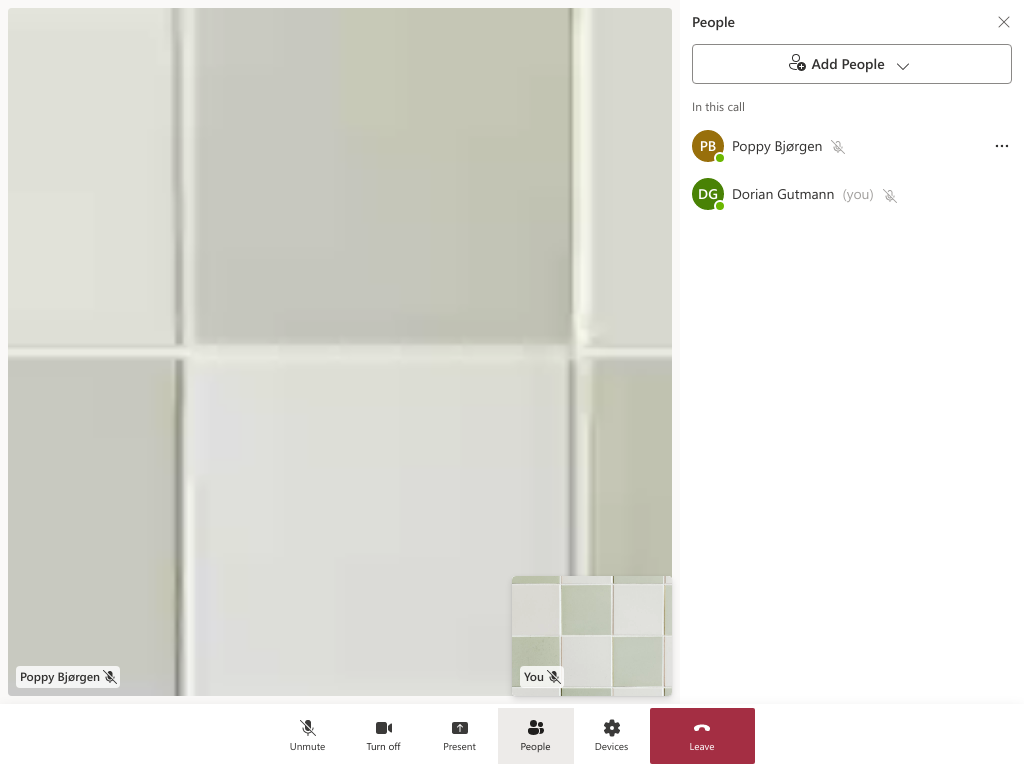 People
Add People
In this call
PB Poppy Bjørgen
DG Dorian Gutmann (you)
Poppy Bjørgen
You
Unmute
Turn off
Present
People
Devices
Leave